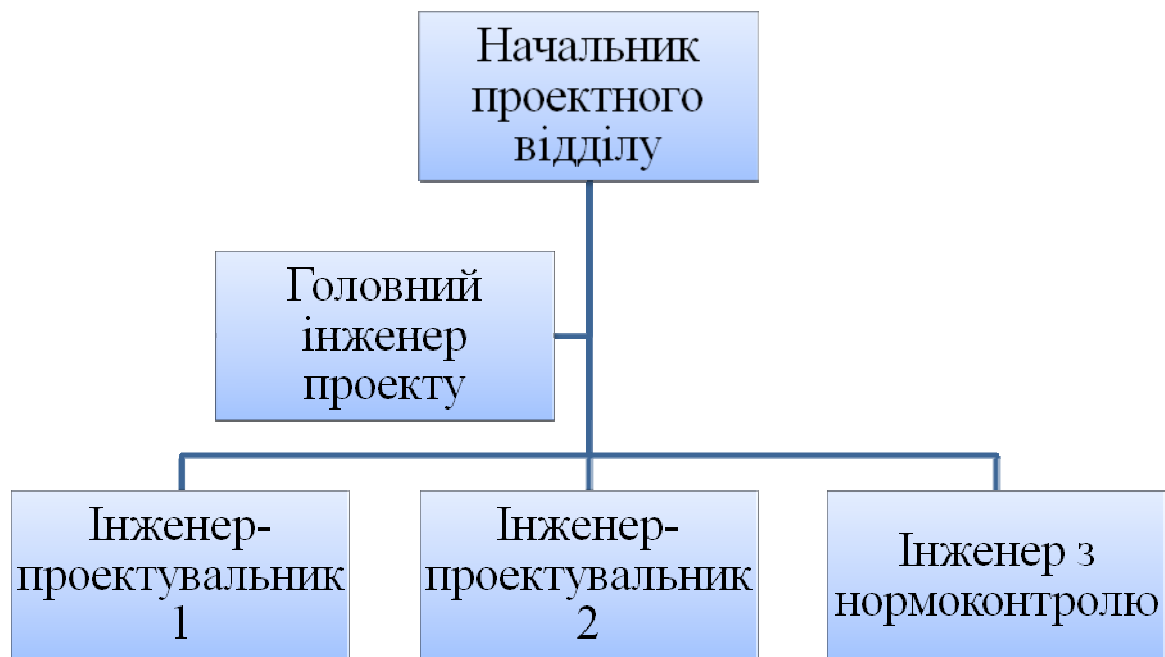 Начальник
проектного
відділу
Головний
інженер
проекту
Інженер-
проектувальник
1
Інженер-
проектувальник
2
Інженер з
нормоконтролю